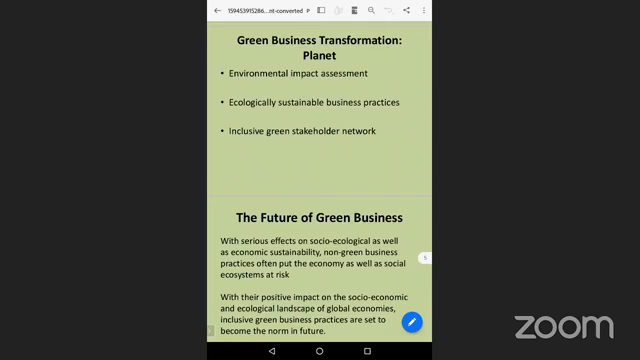 159453915286...nt-converted P
Green Business Transformation:
Planet
• Environmental impact assessment
• Ecologically sustainable business practices
• Inclusive green stakeholder network
The Future of Green Business
With serious effects on socio-ecological as well
as economic sustainability, non-green business
practices often put the economy as well as social
ecosystems at risk
5
With their positive impact on the socio-economic
and ecological landscape of global economies,
inclusive green business practices are set to
become the norm in future.
zoom